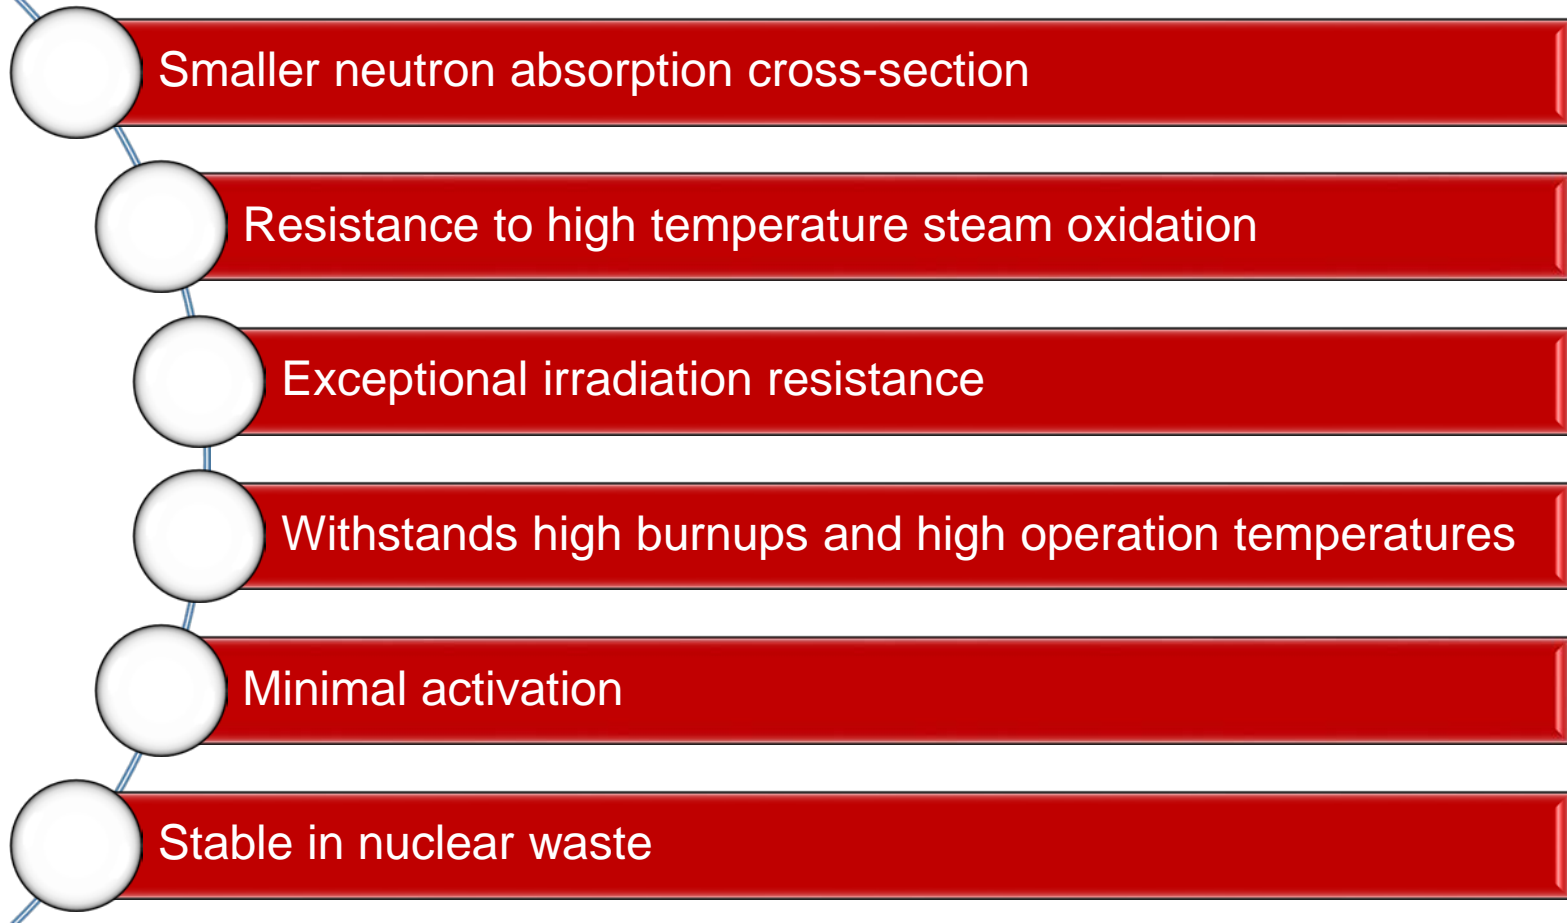 Smaller neutron absorption cross-section
Resistance to high temperature steam oxidation
Exceptional irradiation resistance
Withstands high burnups and high operation temperatures
Minimal activation
Stable in nuclear waste